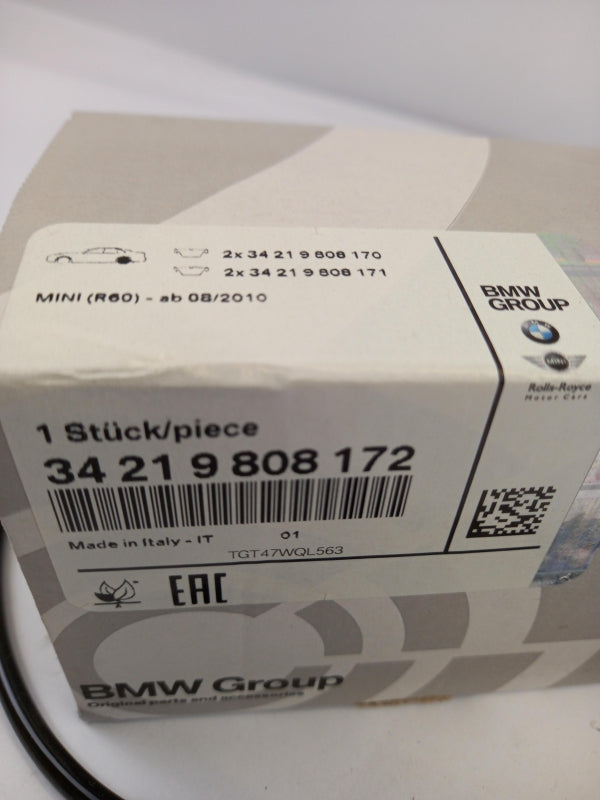 2x 34 21 9 808 170
2x 34 21 9 808 171
MINI (R60) - ab 08/2010
BMW
GROUP
MINI
Rolls-Royce
Motor Cars
1 Stück/piece
34 21 9 808 172
Made in Italy - IT
01
TGT47WQL563
EAC
BMW Group
Original parts and accessories